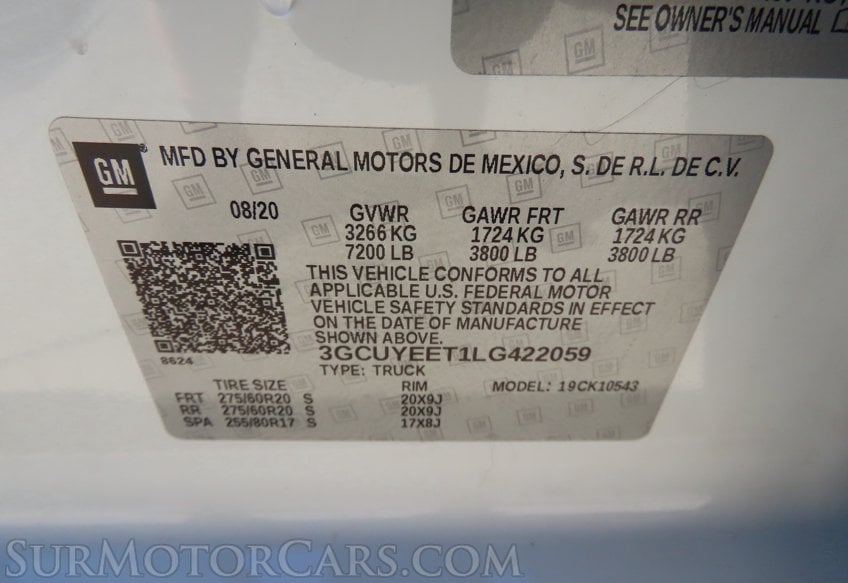 SEE OWNER'S MANUAL
GM
MFD BY GENERAL MOTORS DE MEXICO, S. DE R.L. DE C.V.
08/20 GVWR GAWR FRT GAWR RR
3266 KG 1724 KG 1724 KG
7200 LB 3800 LB 3800 LB
THIS VEHICLE CONFORMS TO ALL
APPLICABLE U.S. FEDERAL MOTOR
VEHICLE SAFETY STANDARDS IN EFFECT
ON THE DATE OF MANUFACTURE
SHOWN ABOVE.
8624
3GCUYEET1LG422059
TYPE: TRUCK
TIRE SIZE RIM MODEL: 19CK10543
FRT 275/60R20 S 20X9J
RR 275/60R20 S 20X9J
SPA 255/80R17 S 17X8J
SURMOTORCARS.COM